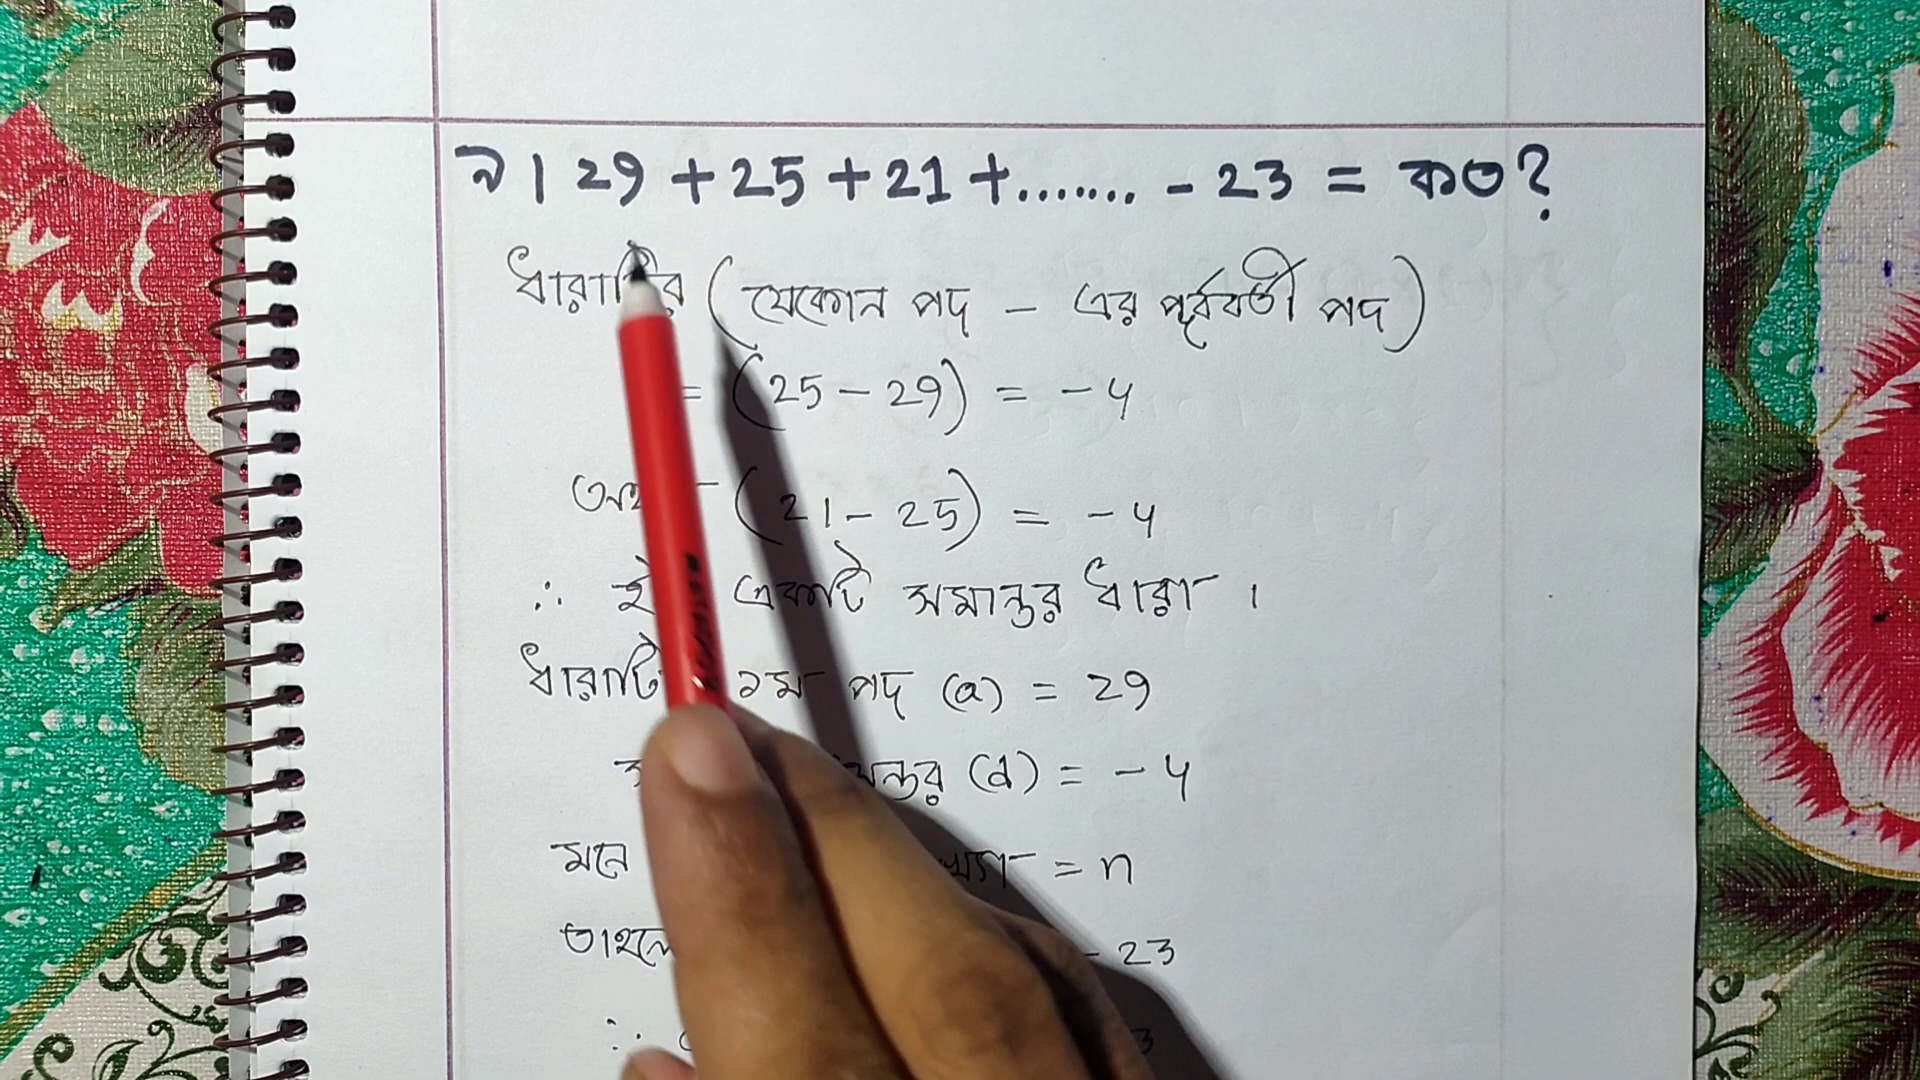 ৯। 29 + 25 + 21 + ....... - 23 = কত?
ধারাটির (যেকোন পদ - এর পূর্ববর্তী পদ)
= (25 - 29) = - 4
(21 - 25) = - 4
∴ একটি সমান্তর ধারা ।
ধারাটি ১ম পদ (a) = 29
(d) = - 4
মনে = n
তাহলে - 23
∴